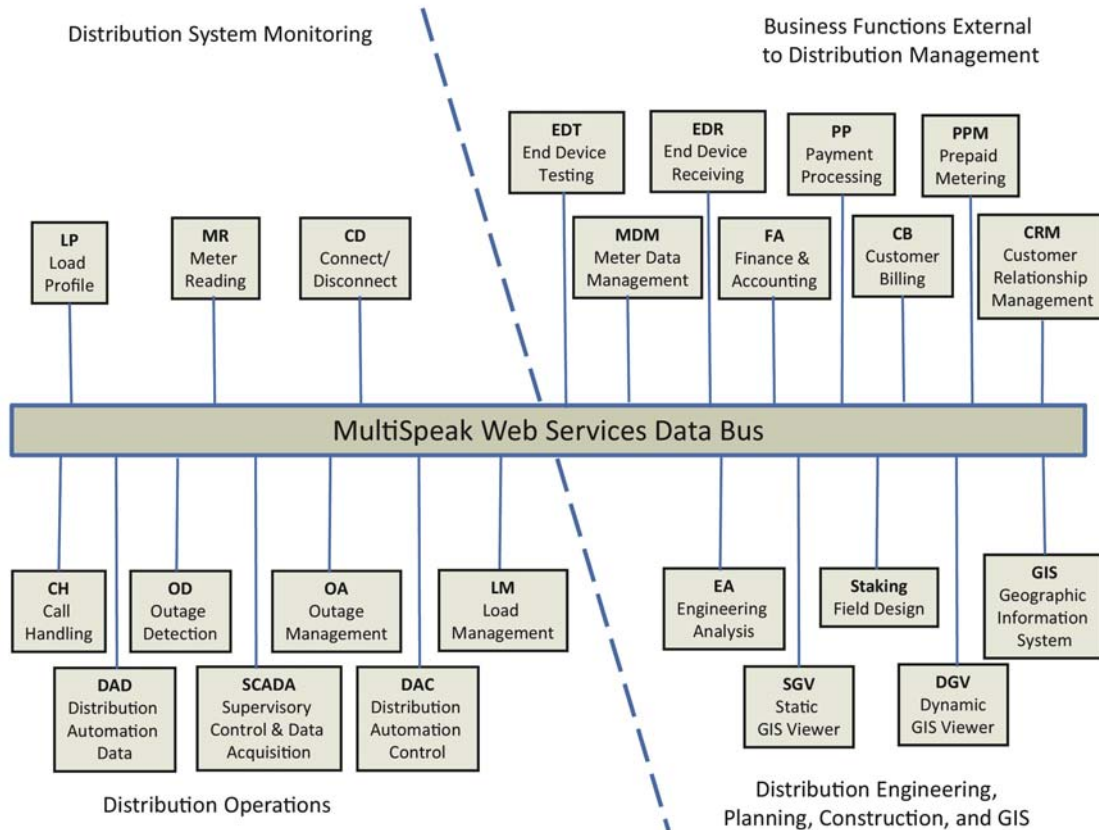 Distribution System Monitoring
Business Functions External
to Distribution Management
EDT
End Device
Testing
EDR
End Device
Receiving
PP
Payment
Processing
PPM
Prepaid
Metering
LP
Load
Profile
MR
Meter
Reading
CD
Connect/
Disconnect
MDM
Meter Data
Management
FA
Finance &
Accounting
CB
Customer
Billing
CRM
Customer
Relationship
Management
MultiSpeak Web Services Data Bus
CH
Call
Handling
OD
Outage
Detection
OA
Outage
Management
LM
Load
Management
EA
Engineering
Analysis
Staking
Field Design
GIS
Geographic
Information
System
DAD
Distribution
Automation
Data
SCADA
Supervisory
Control & Data
Acquisition
DAC
Distribution
Automation
Control
SGV
Static
GIS Viewer
DGV
Dynamic
GIS Viewer
Distribution Operations
Distribution Engineering,
Planning, Construction, and GIS